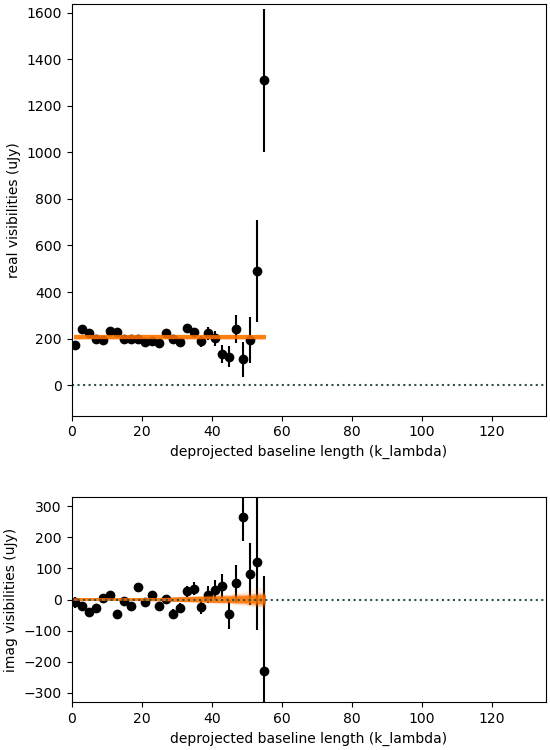 1600
1400
1200
1000
800
600
400
200
0
real visibilities (uJy)
0 20 40 60 80 100 120
deprojected baseline length (k_lambda)
300
200
100
0
−100
−200
−300
imag visibilities (uJy)
0 20 40 60 80 100 120
deprojected baseline length (k_lambda)